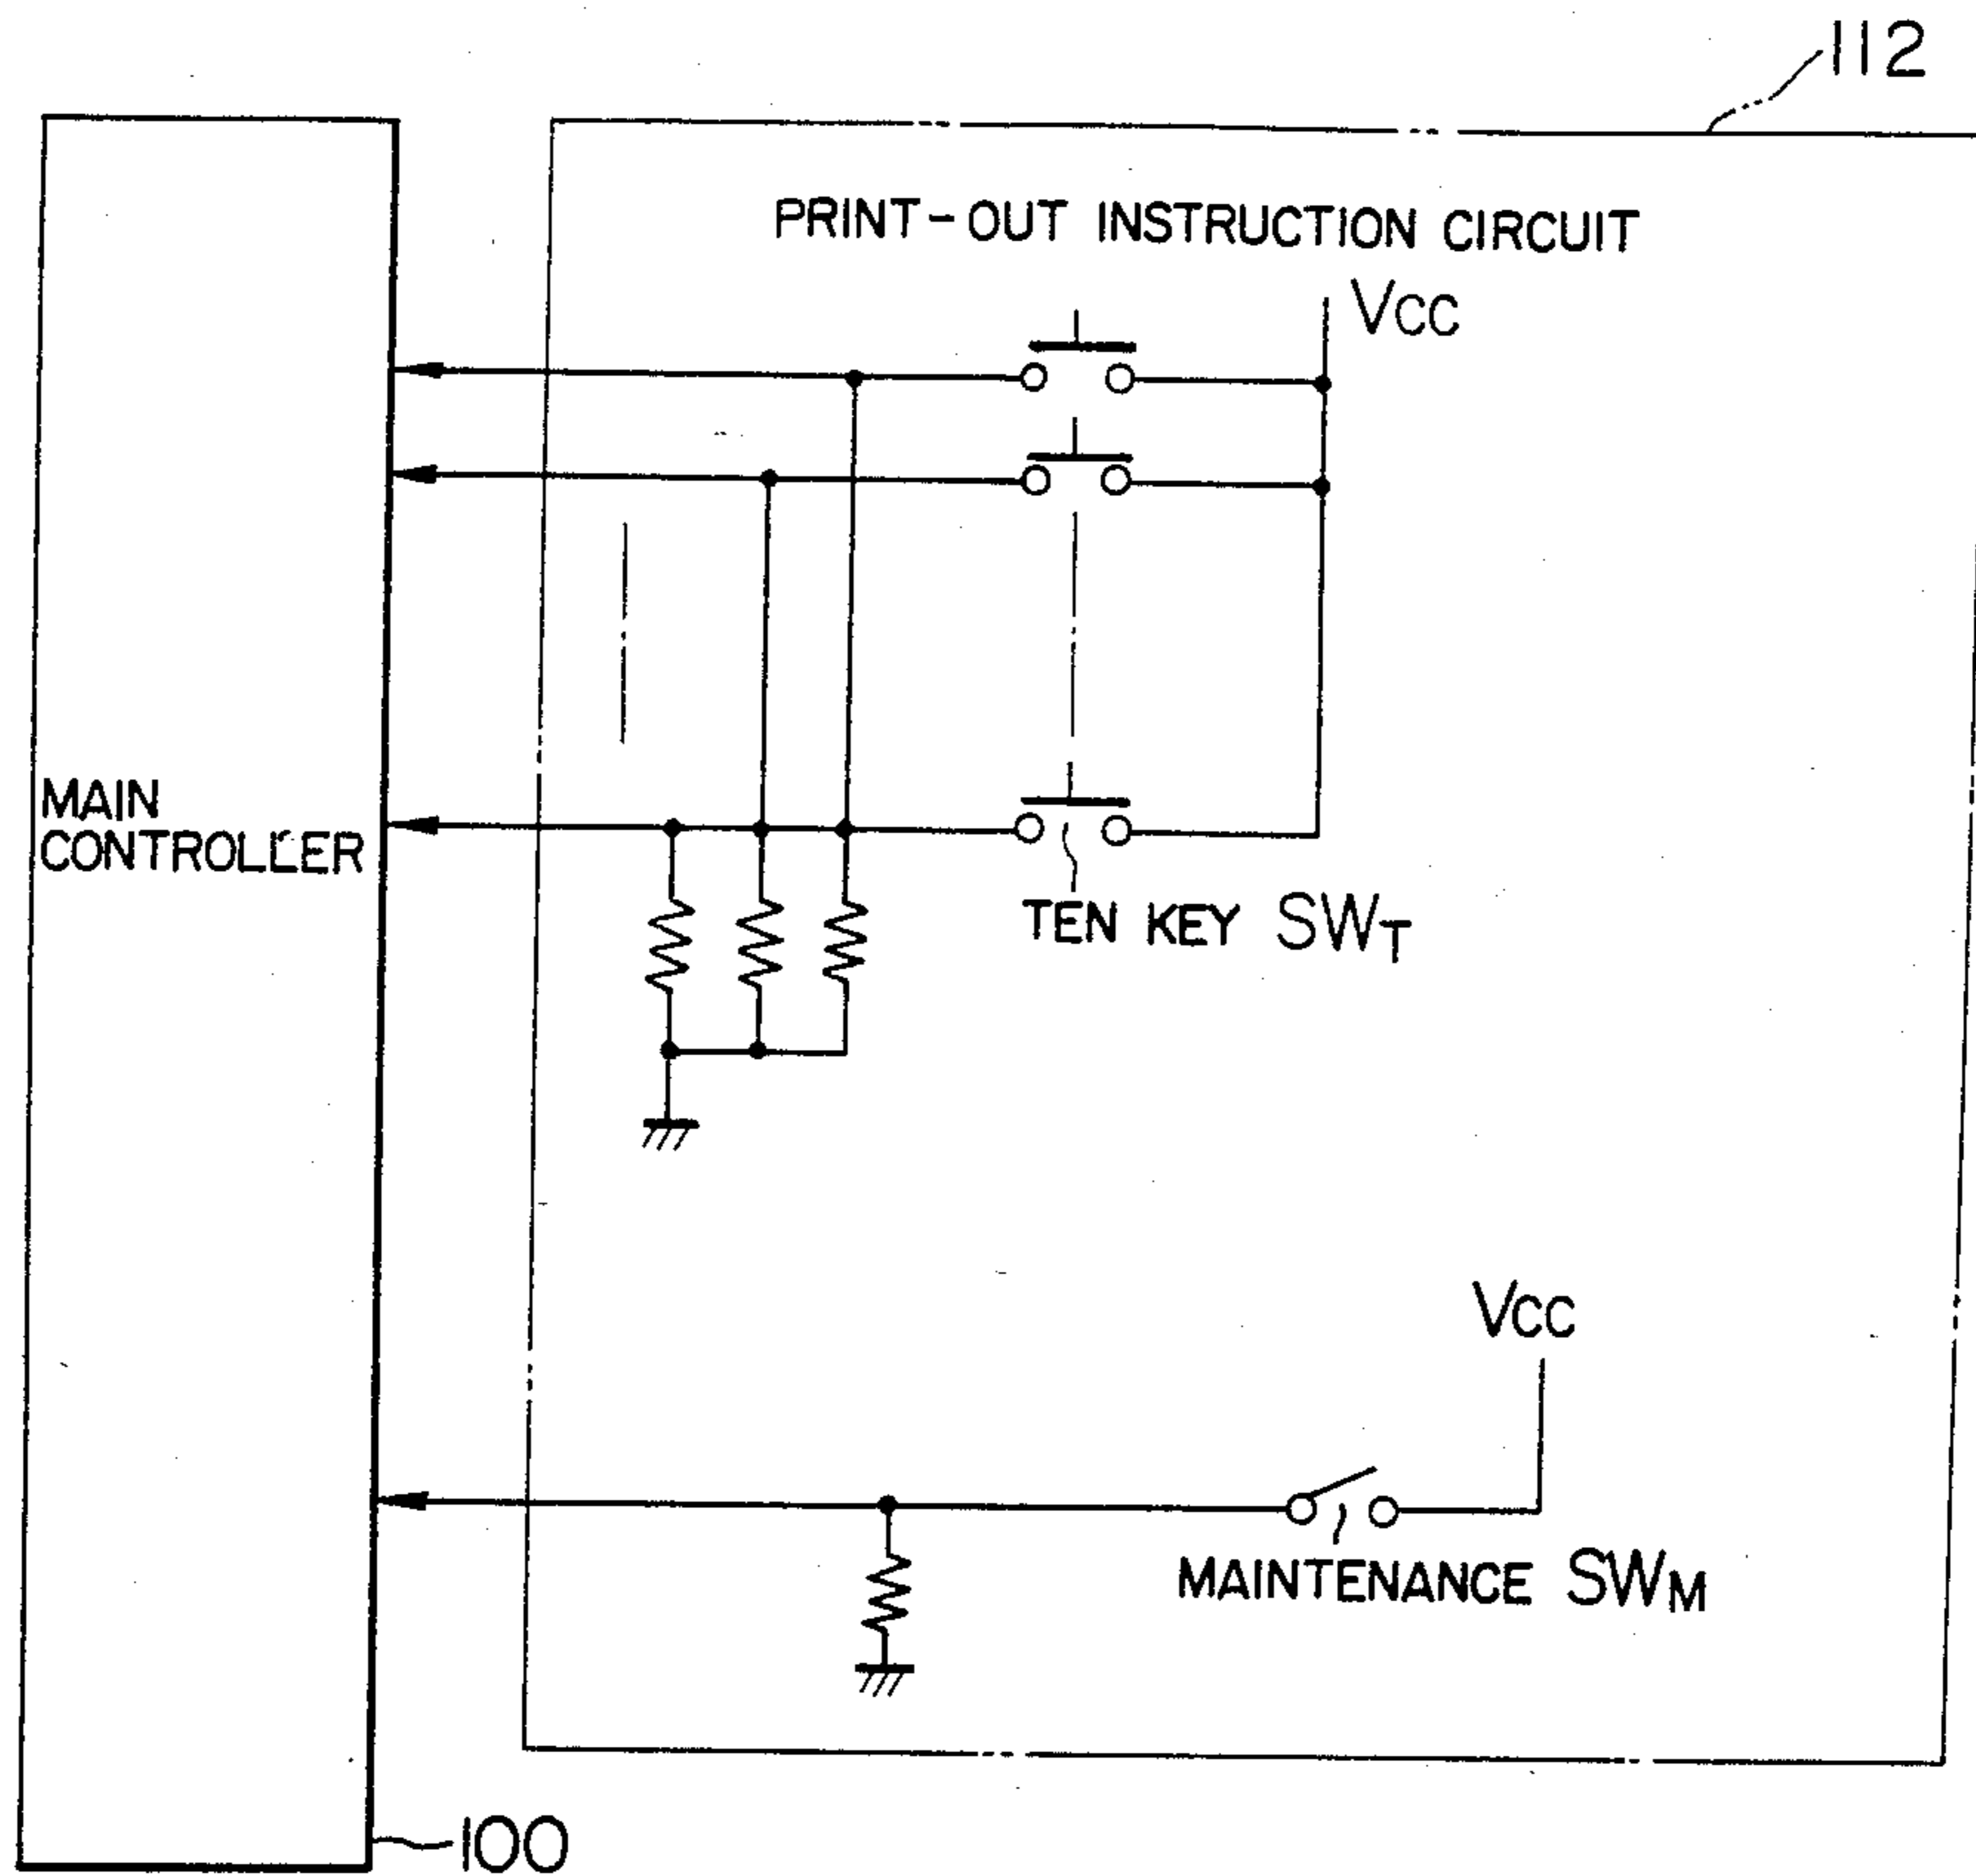 112
PRINT-OUT INSTRUCTION CIRCUIT
VCC
MAIN
CONTROLLER
TEN KEY SWT
VCC
MAINTENANCE SWM
100